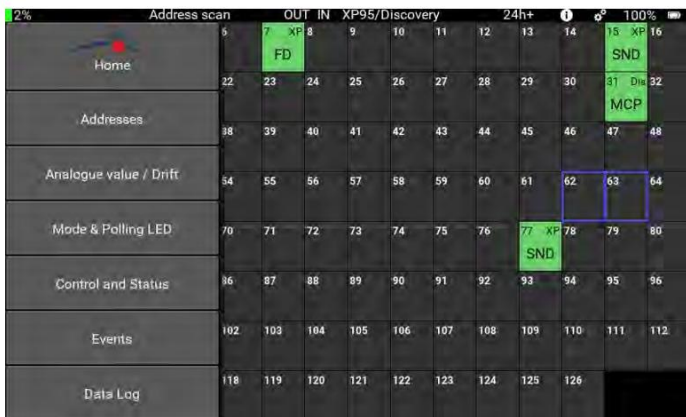 2% Address scan OUT IN XP95/Discovery 24h+ 100%
Home
Addresses
Analogue value / Drift
Mode & Polling LED
Control and Status
Events
Data Log
6 7 XP 8 9 10 11 12 13 14 15 XP 16
FD SND
22 23 24 25 26 27 28 29 30 31 Dis 32
MCP
38 39 40 41 42 43 44 45 46 47 48
54 55 56 57 58 59 60 61 62 63 64
70 71 72 73 74 75 76 77 XP 78 79 80
SND
86 87 88 89 90 91 92 93 94 95 96
102 103 104 105 106 107 108 109 110 111 112
118 119 120 121 122 123 124 125 126